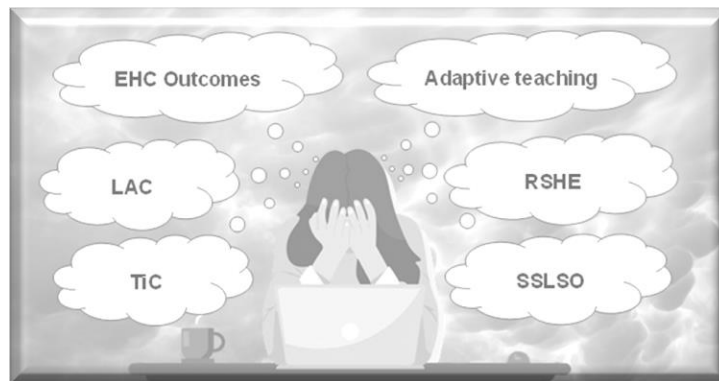 EHC Outcomes
Adaptive teaching
LAC
RSHE
TiC
SSLSO